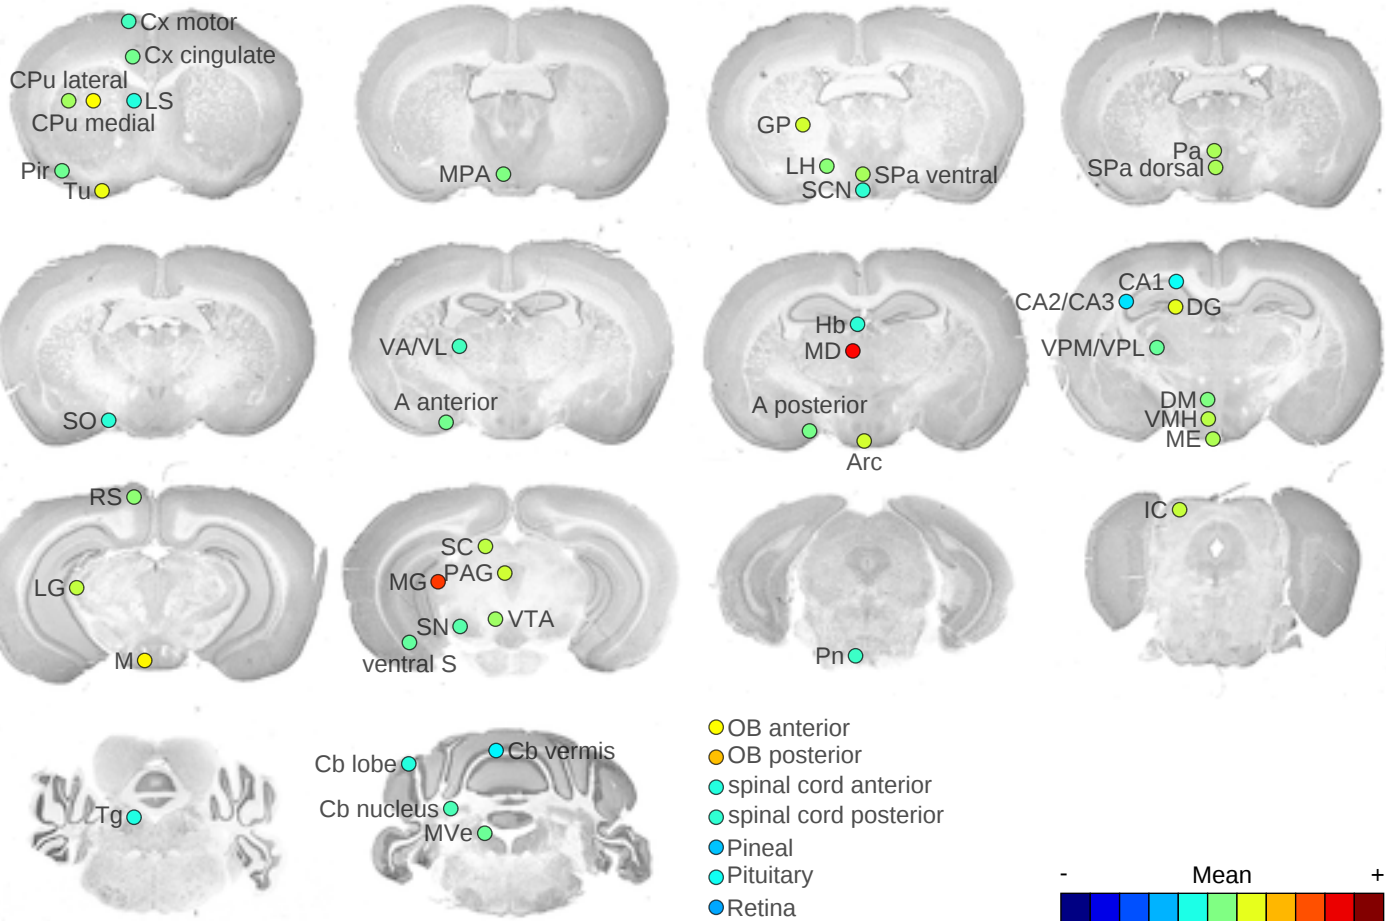 Cx motor
Cx cingulate
CPu lateral
LS
CPu medial
Pir
Tu
MPA
GP
LH
SPa ventral
SCN
Pa
SPa dorsal
SO
VA/VL
A anterior
Hb
MD
A posterior
Arc
CA1
CA2/CA3
DG
VPM/VPL
DM
VMH
ME
RS
LG
M
SC
MG
PAG
SN
VTA
ventral S
Pn
IC
Tg
Cb lobe
Cb vermis
Cb nucleus
MVe
OB anterior
OB posterior
spinal cord anterior
spinal cord posterior
Pineal
Pituitary
Retina
- Mean +